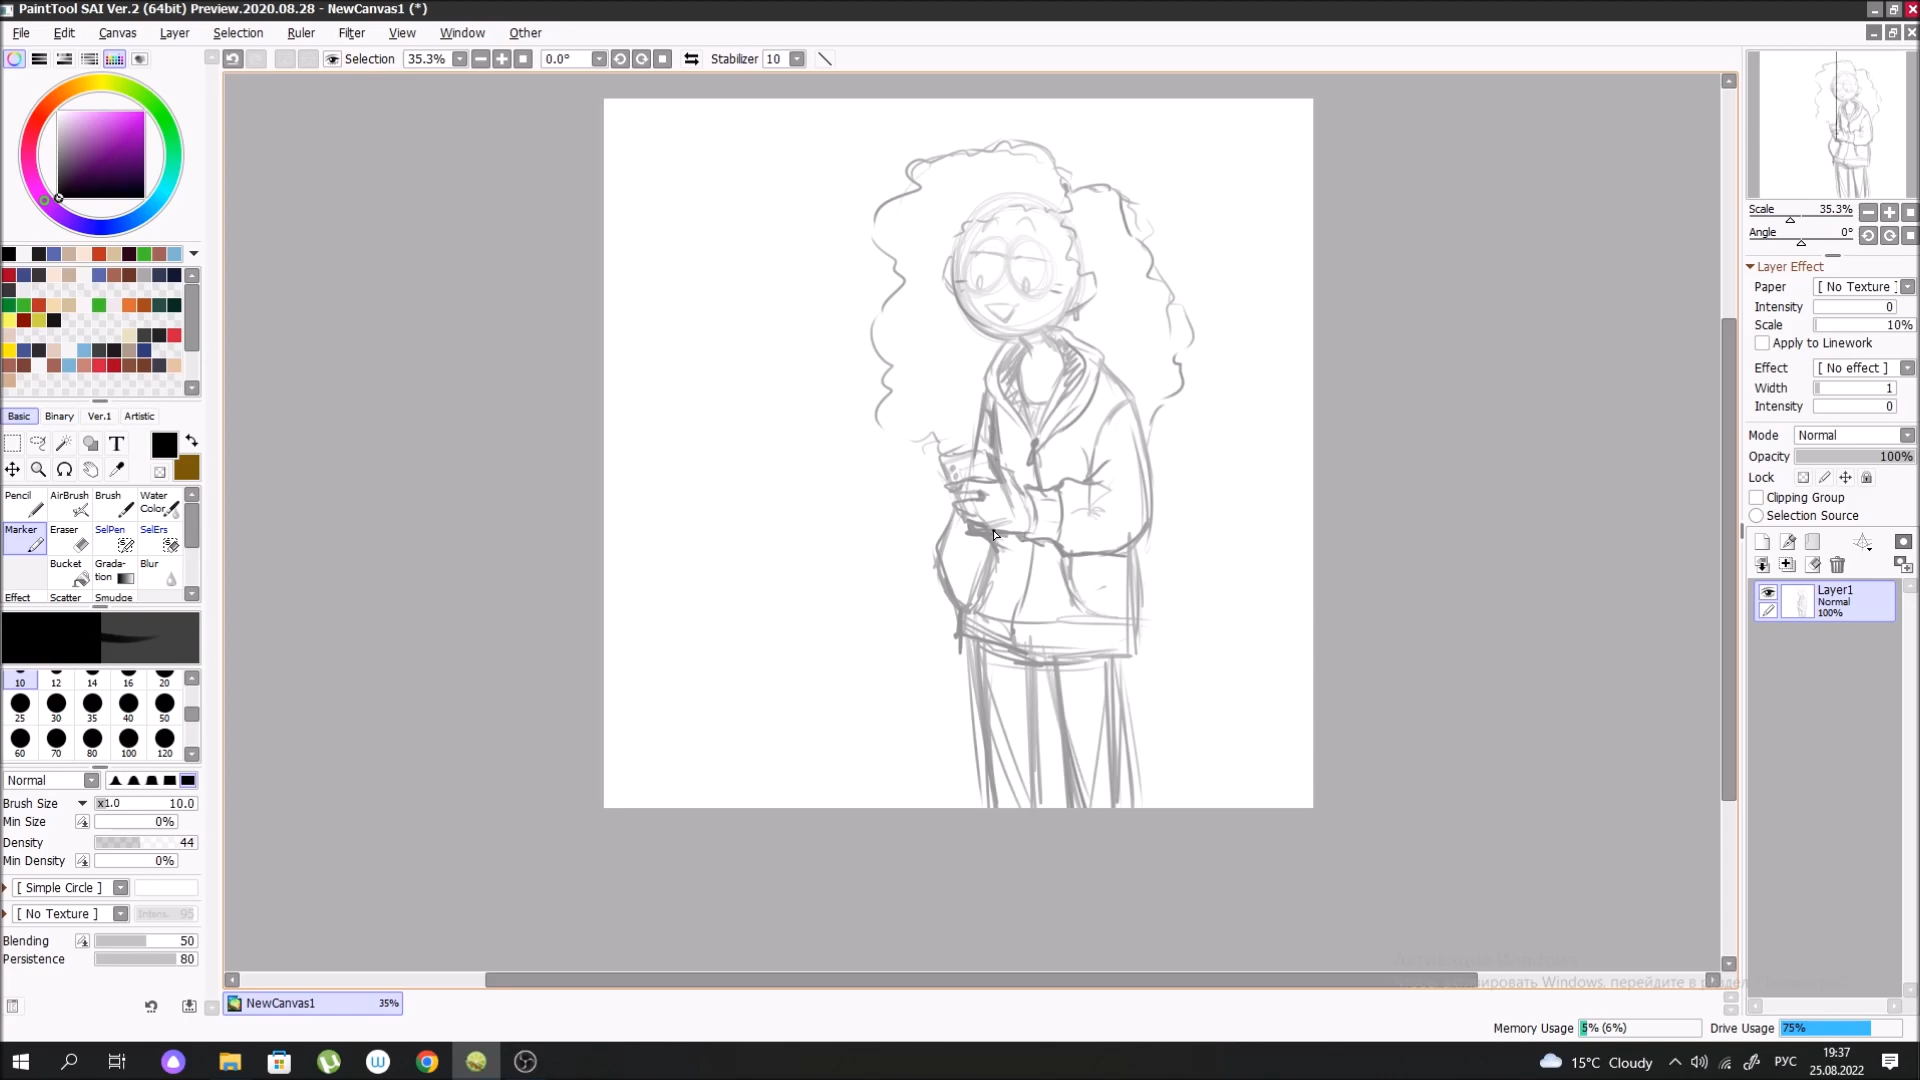 PaintTool SAI Ver.2 (64bit) Preview.2020.08.28 - NewCanvas1 (*)
File Edit Canvas Layer Selection Ruler Filter View Window Other
Selection 35.3% 0.0° Stabilizer 10
Scale 35.3%
Angle 0°
Layer Effect
Paper [ No Texture ]
Intensity 0
Scale 10%
Apply to Linework
Effect [ No effect ]
Width 1
Intensity 0
Mode Normal
Opacity 100%
Lock
Clipping Group
Selection Source
Layer1
Normal
100%
Basic Binary Ver.1 Artistic
T
Pencil AirBrush Brush Water Color
Marker Eraser SelPen SelErs
Bucket Grada-tion Blur
Effect Scatter Smudge
10 12 14 16 20
25 30 35 40 50
60 70 80 100 120
Normal
Brush Size x1.0 10.0
Min Size 0%
Density 44
Min Density 0%
[ Simple Circle ]
[ No Texture ] Intens. 95
Blending 50
Persistence 80
NewCanvas1 35%
Memory Usage 5% (6%) Drive Usage 75%
W 15°C Cloudy РУС 19:37
25.08.2022